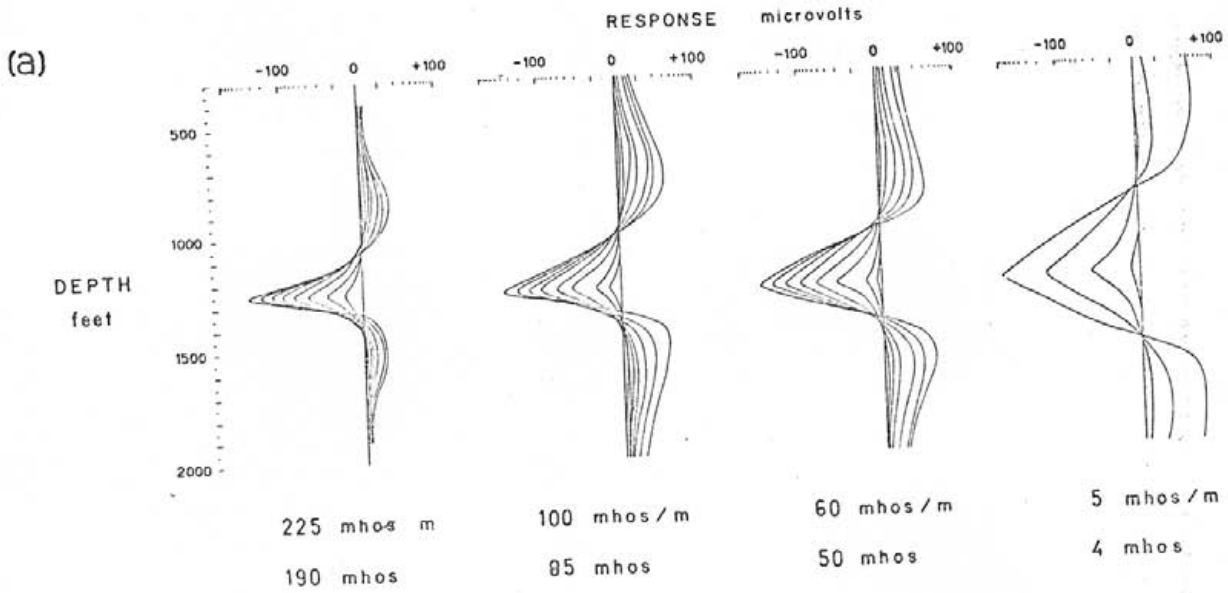 RESPONSE microvolts
(a)
-100 0 +100
-100 0 +100
-100 0 +100
-100 0 +100
500
1000
DEPTH
feet
1500
2000
225 mhos m
100 mhos/m
60 mhos/m
5 mhos/m
190 mhos
85 mhos
50 mhos
4 mhos